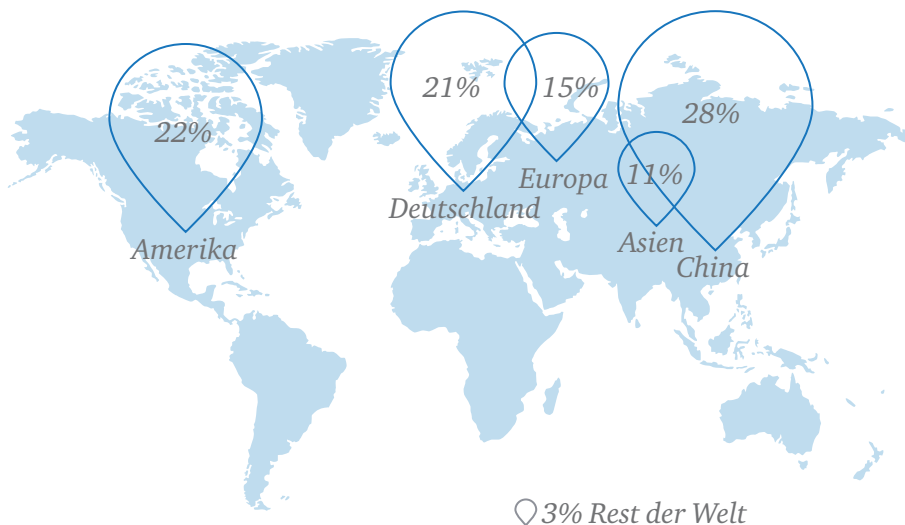 22%
Amerika
21%
Deutschland
15%
Europa
11%
Asien
28%
China
3% Rest der Welt